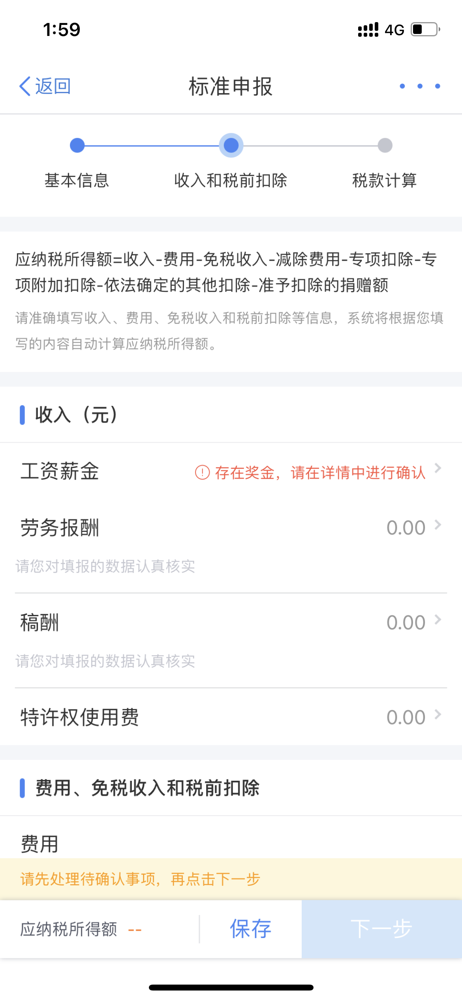 1:59
4G
返回
标准申报
基本信息
收入和税前扣除
税款计算
应纳税所得额=收入-费用-免税收入-减除费用-专项扣除-专
项附加扣除-依法确定的其他扣除-准予扣除的捐赠额
请准确填写收入、费用、免税收入和税前扣除等信息，系统将根据您填
写的内容自动计算应纳税所得额。
收入（元）
工资薪金
存在奖金，请在详情中进行确认
劳务报酬
0.00
请您对填报的数据认真核实
稿酬
0.00
请您对填报的数据认真核实
特许权使用费
0.00
费用、免税收入和税前扣除
费用
请先处理待确认事项，再点击下一步
应纳税所得额 --
保存
下一步